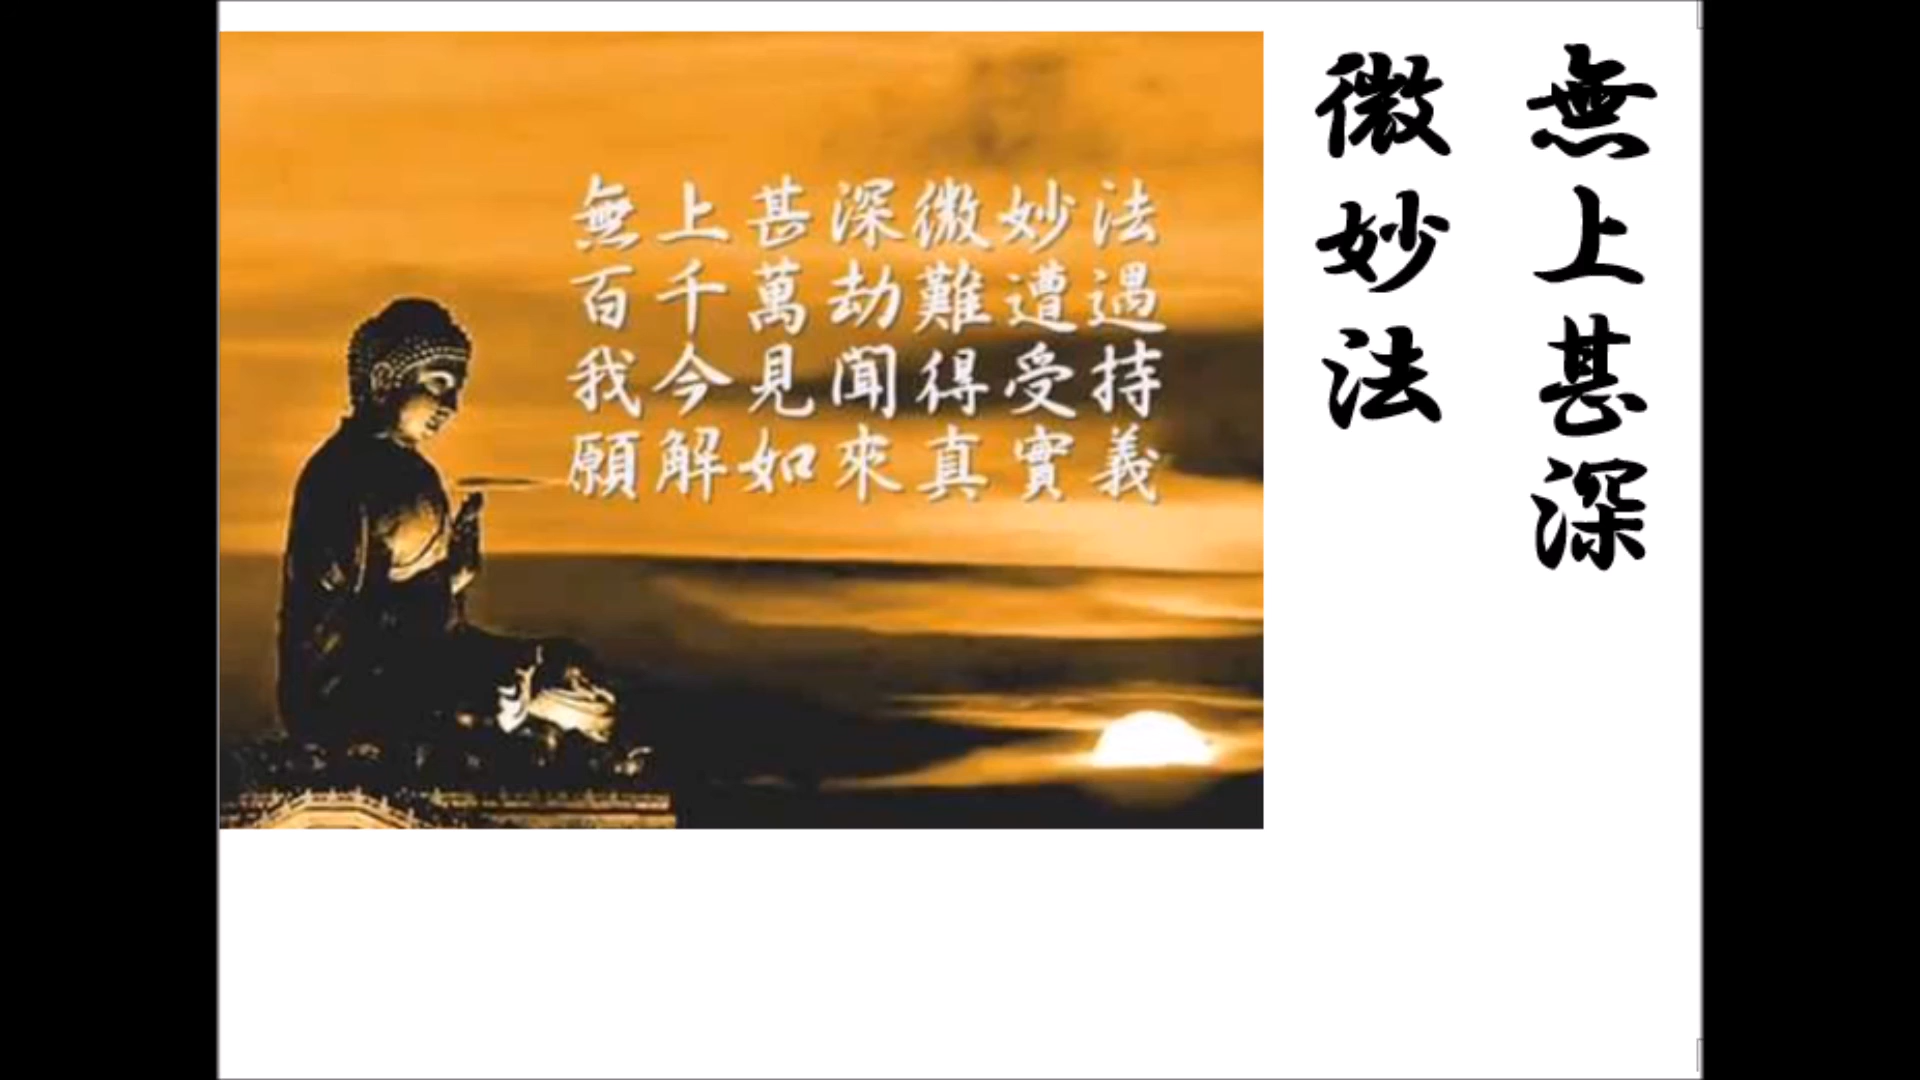 無上甚深
微妙法
無上甚深微妙法
百千萬劫難遭遇
我今見聞得受持
願解如來真實義